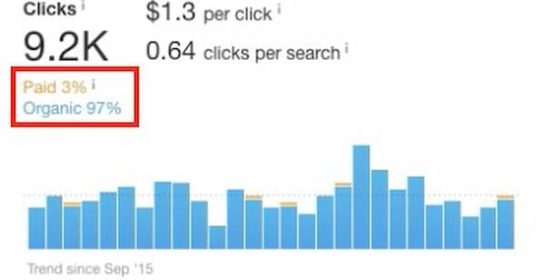 Clicks i
$1.3 per click i
9.2K
0.64 clicks per search i
Paid 3% i
Organic 97%
Trend since Sep '15